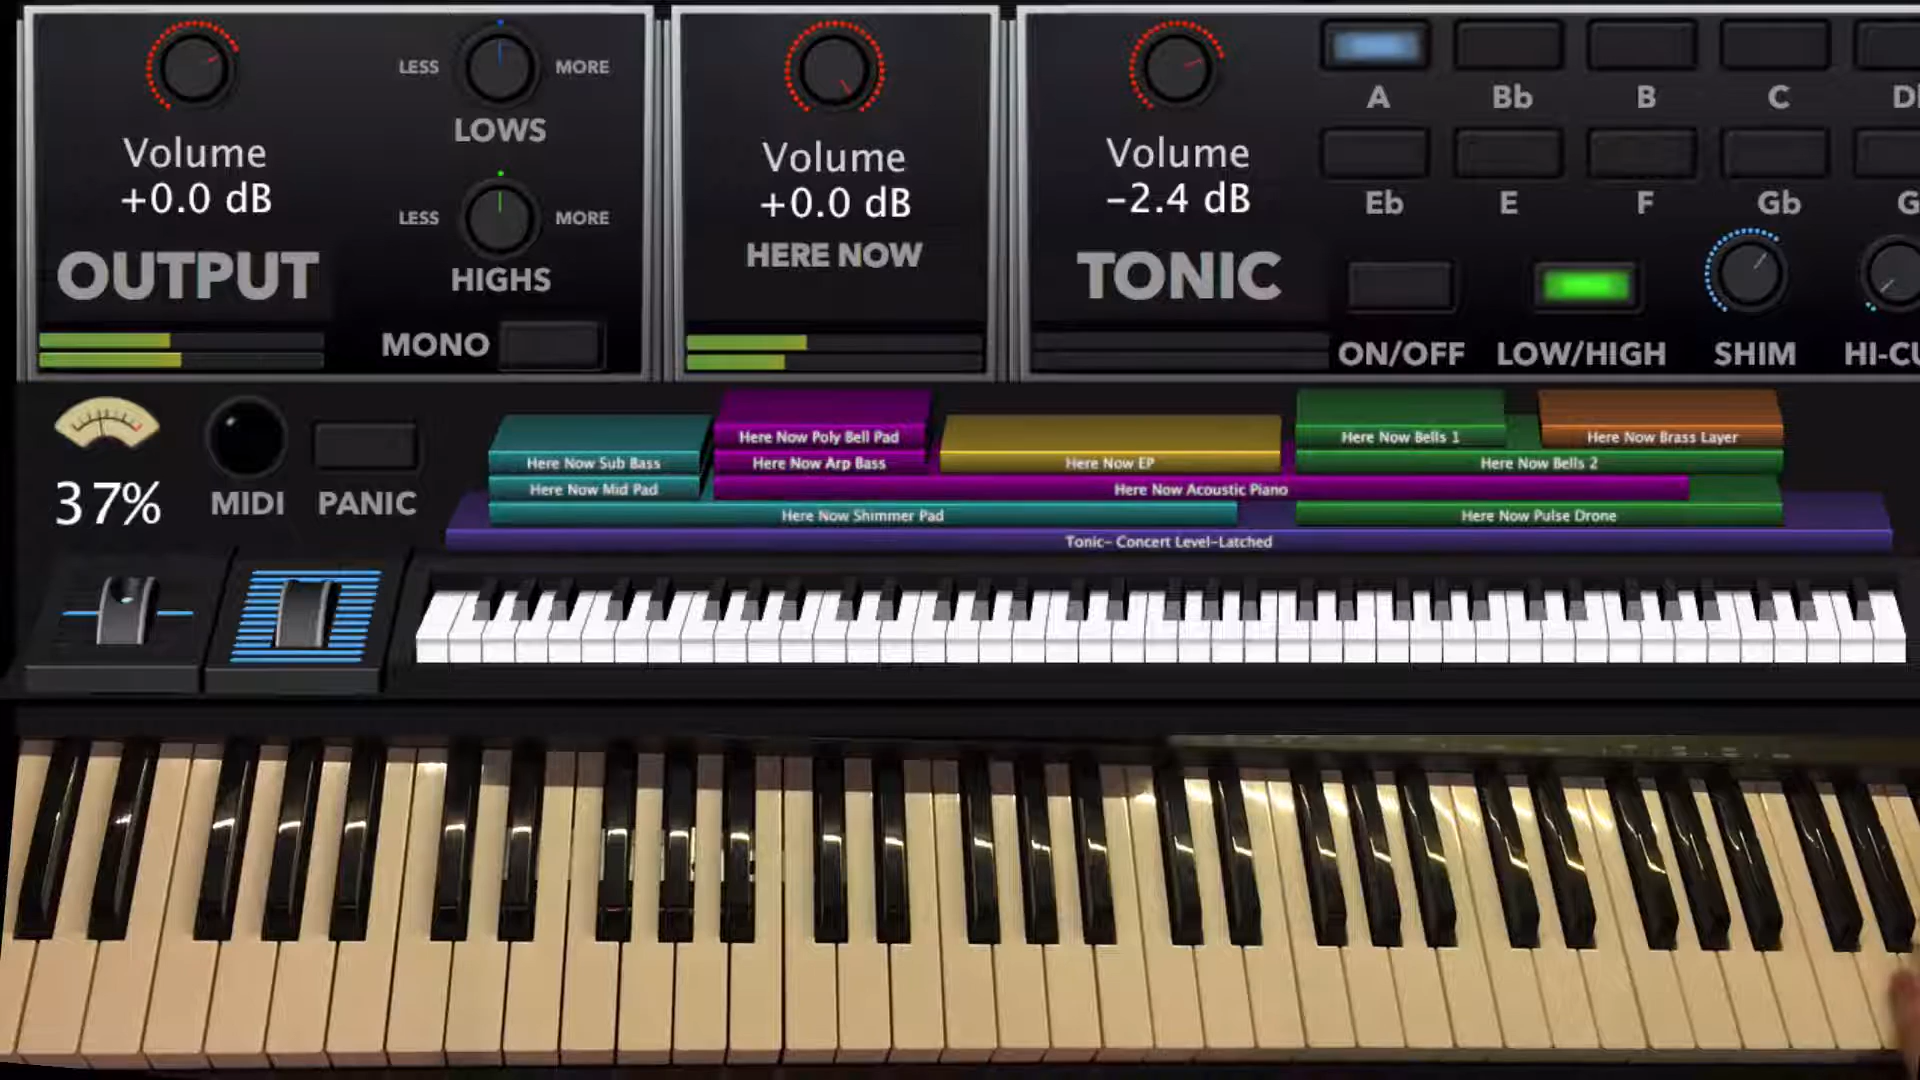 LESS
MORE
LOWS
Volume
+0.0 dB
LESS
MORE
HIGHS
OUTPUT
MONO
Volume
+0.0 dB
HERE NOW
Volume
-2.4 dB
TONIC
A Bb B C
Eb E F Gb
ON/OFF LOW/HIGH SHIM
37%
MIDI
PANIC
Here Now Poly Bell Pad
Here Now Bells 1
Here Now Brass Layer
Here Now Sub Bass
Here Now Arp Bass
Here Now EP
Here Now Bells 2
Here Now Mid Pad
Here Now Acoustic Piano
Here Now Shimmer Pad
Here Now Pulse Drone
Tonic- Concert Level-Latched